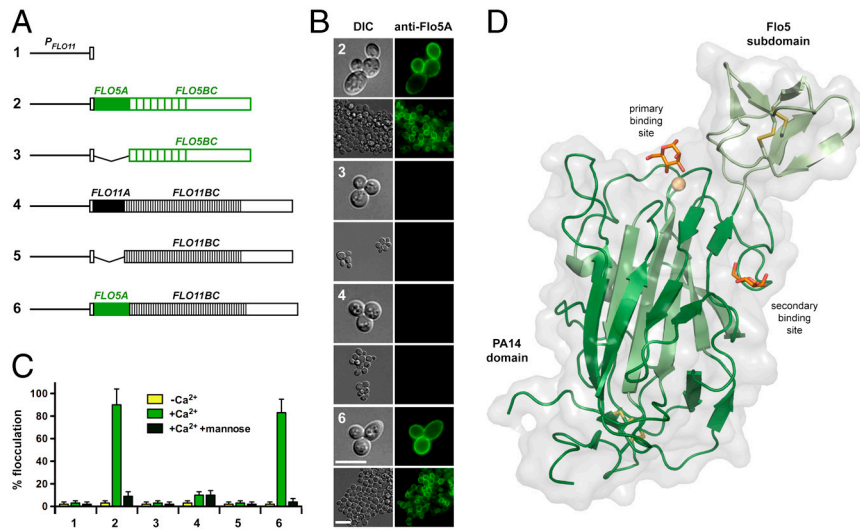 A
1
P_FLO11
2
FLO5A
FLO5BC
3
FLO5BC
4
FLO11A
FLO11BC
5
FLO11BC
6
FLO5A
FLO11BC
B
DIC
anti-Flo5A
2
3
4
6
C
% flocculation
100
80
60
40
20
0
-Ca²⁺
+Ca²⁺
+Ca²⁺ +mannose
1 2 3 4 5 6
D
Flo5
subdomain
primary
binding
site
secondary
binding
site
PA14
domain